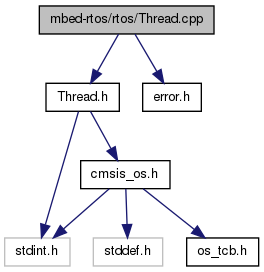 mbed-rtos/rtos/Thread.cpp
Thread.h
error.h
cmsis_os.h
stdint.h
stddef.h
os_tcb.h